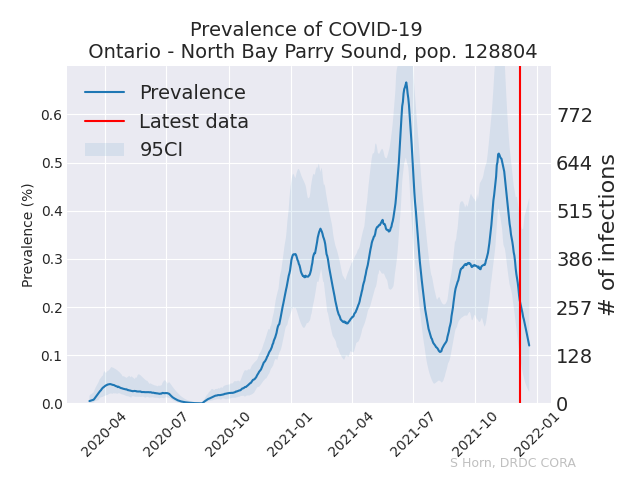 Prevalence of COVID-19
Ontario - North Bay Parry Sound, pop. 128804
Prevalence
Latest data
95CI
Prevalence (%)
0.6
0.5
0.4
0.3
0.2
0.1
0.0
772
644
515
386
257
128
0
# of infections
2020-04
2020-07
2020-10
2021-01
2021-04
2021-07
2021-10
2022-01
S Horn, DRDC CORA